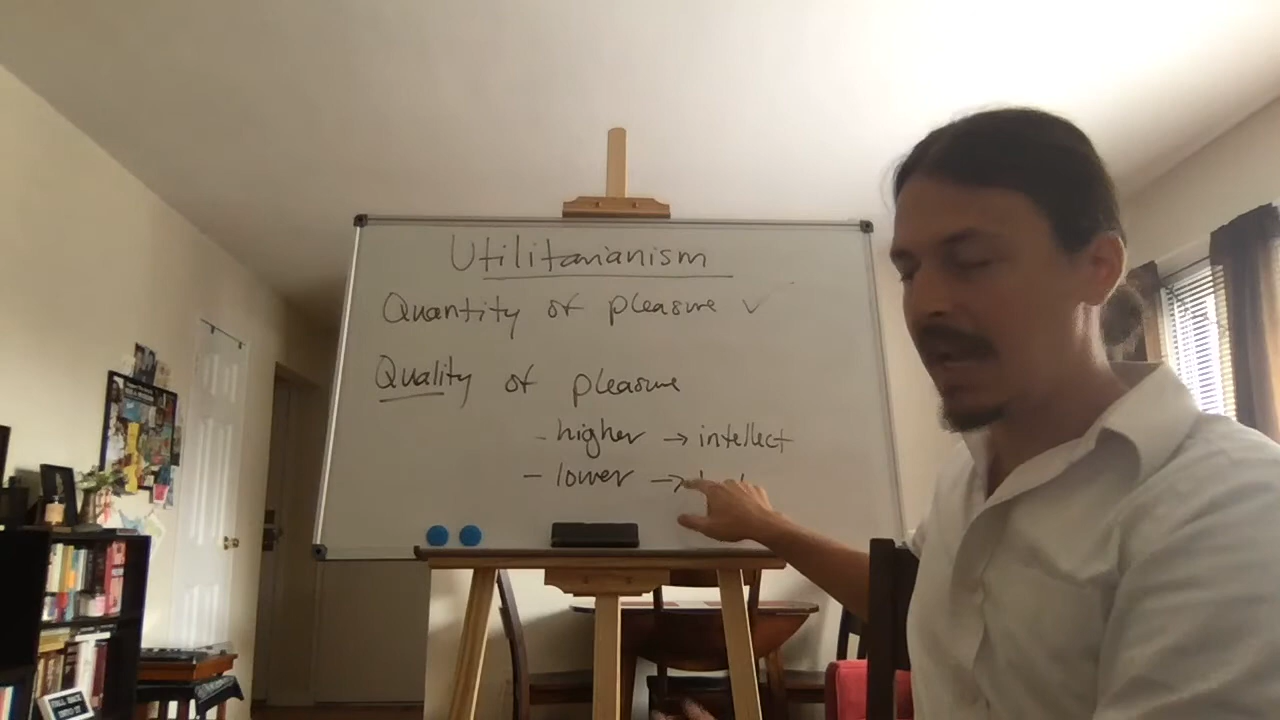 Utilitarianism
Quantity of pleasure ✓
Quality of pleasure
- higher → intellect
- lower →